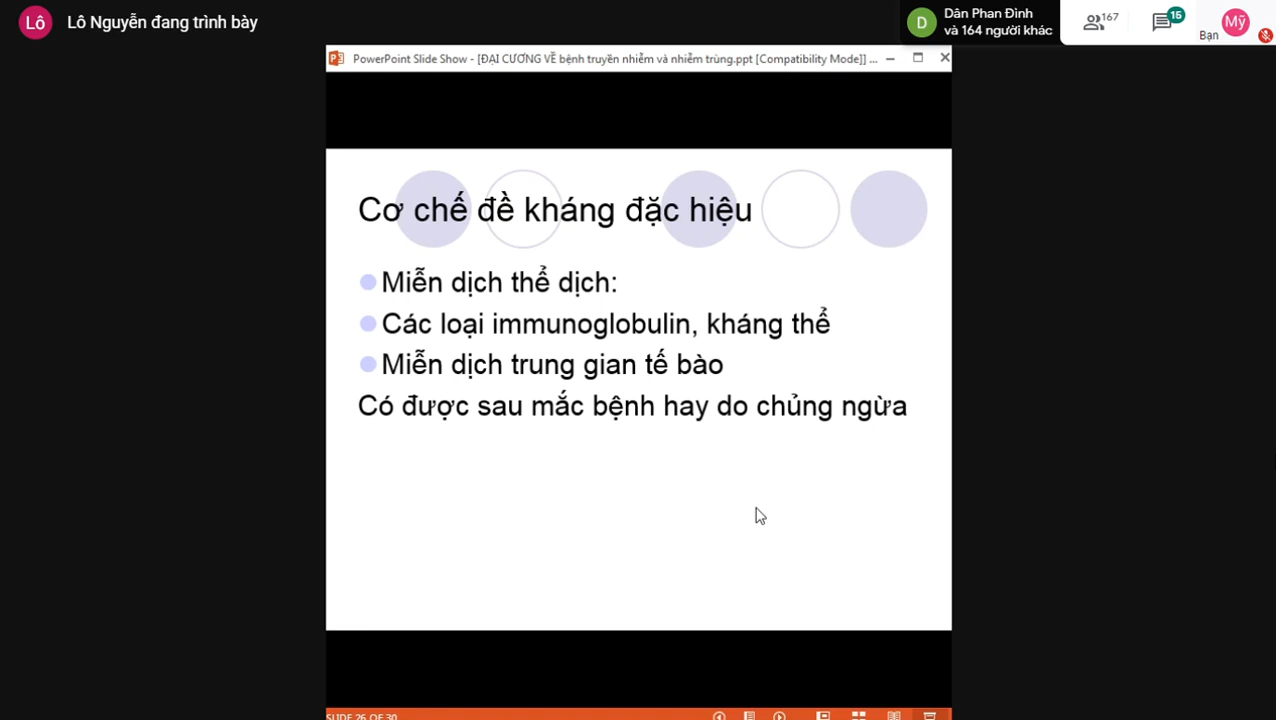 Lô
Lô Nguyễn đang trình bày
D
Dân Phan Đình
và 164 người khác
167
15
Bạn
Mỹ
PowerPoint Slide Show - [ĐẠI CƯƠNG VỀ bệnh truyền nhiễm và nhiễm trùng.ppt [Compatibility Mode]] ...
Cơ chế đề kháng đặc hiệu
Miễn dịch thể dịch:
Các loại immunoglobulin, kháng thể
Miễn dịch trung gian tế bào
Có được sau mắc bệnh hay do chủng ngừa
SLIDE 26 OF 30